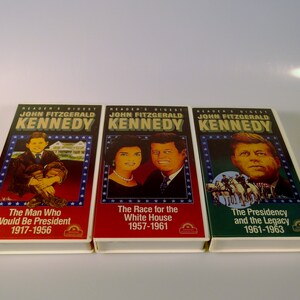 READER'S DIGEST
JOHN FITZGERALD
KENNEDY
The Man Who
Would Be President
1917-1956
READER'S DIGEST
JOHN FITZGERALD
KENNEDY
The Race for the
White House
1957-1961
READER'S DIGEST
JOHN FITZGERALD
KENNEDY
The Presidency
and the Legacy
1961-1963